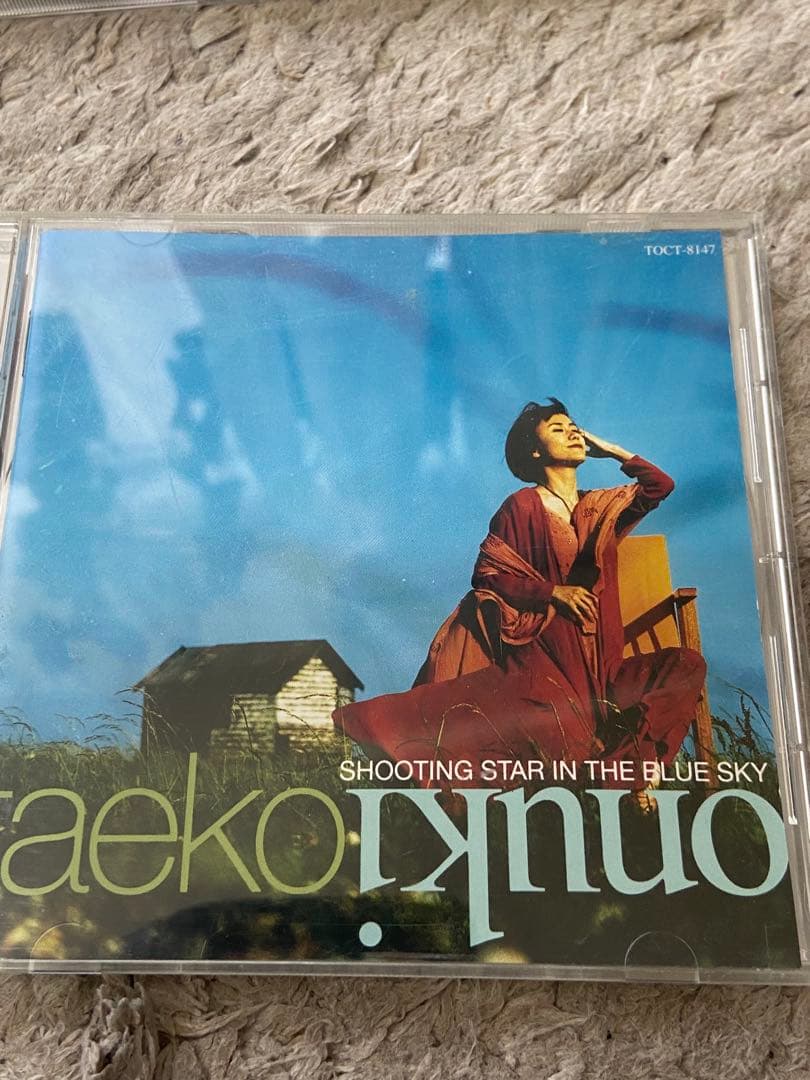 TOCT-8147
SHOOTING STAR IN THE BLUE SKY
taeko onuki